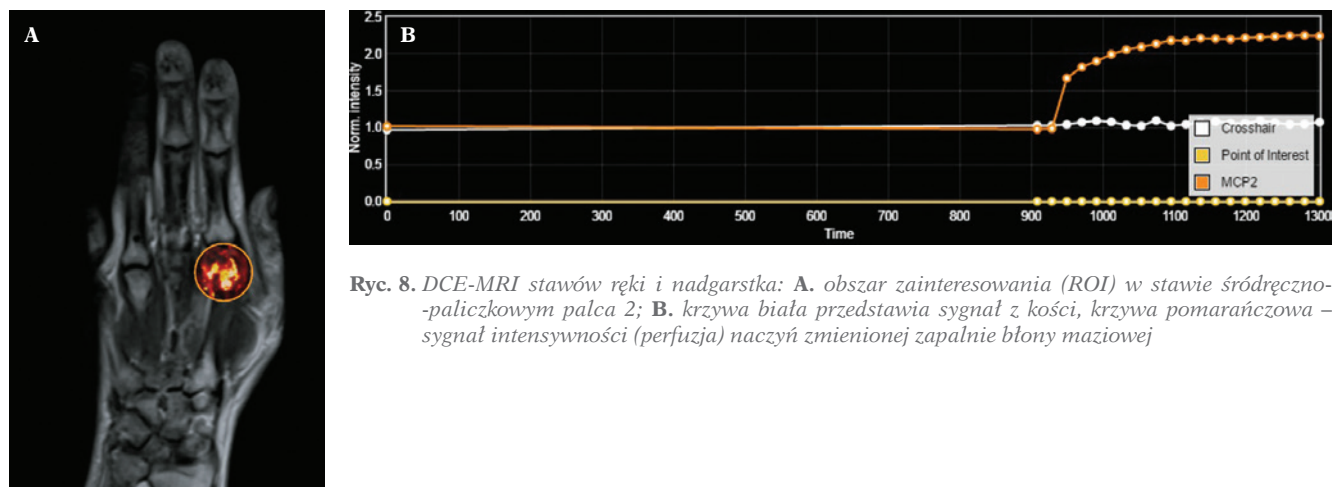 A
B
2.5
2.0
1.5
1.0
0.5
0.0
Norm. intensity
0 100 200 300 400 500 600 700 800 900 1000 1100 1200 1300
Time
Crosshair
Point of Interest
MCP2
Ryc. 8. DCE-MRI stawów ręki i nadgarstka: A. obszar zainteresowania (ROI) w stawie śródręczno-
-paliczkowym palca 2; B. krzywa biała przedstawia sygnał z kości, krzywa pomarańczowa –
sygnał intensywności (perfuzja) naczyń zmienionej zapalnie błony maziowej